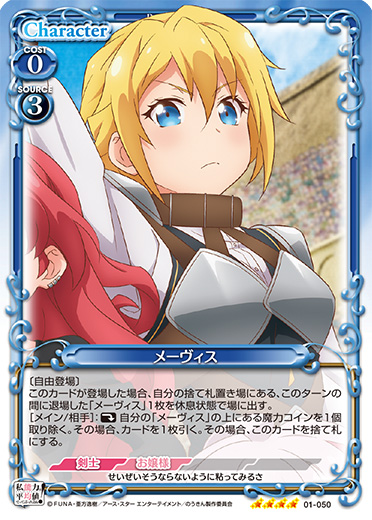 Character
COST
0
SOURCE
3
メーヴィス
［自由登場］
このカードが登場した場合、自分の捨て札置き場にある、このターンの
間に退場した「メーヴィス」1枚を休息状態で場に出す。
［メイン／相手］：自分の「メーヴィス」の上にある魔力コインを1個
取り除く。その場合、カードを1枚引く。その場合、このカードを捨て札
にする。
剣士 お嬢様
せいぜいそうならないように粘ってみるさ
私、能力は
平均値
© FUNA・亜方逸樹／アース・スター エンターテイメント／のうきん製作委員会
01-050